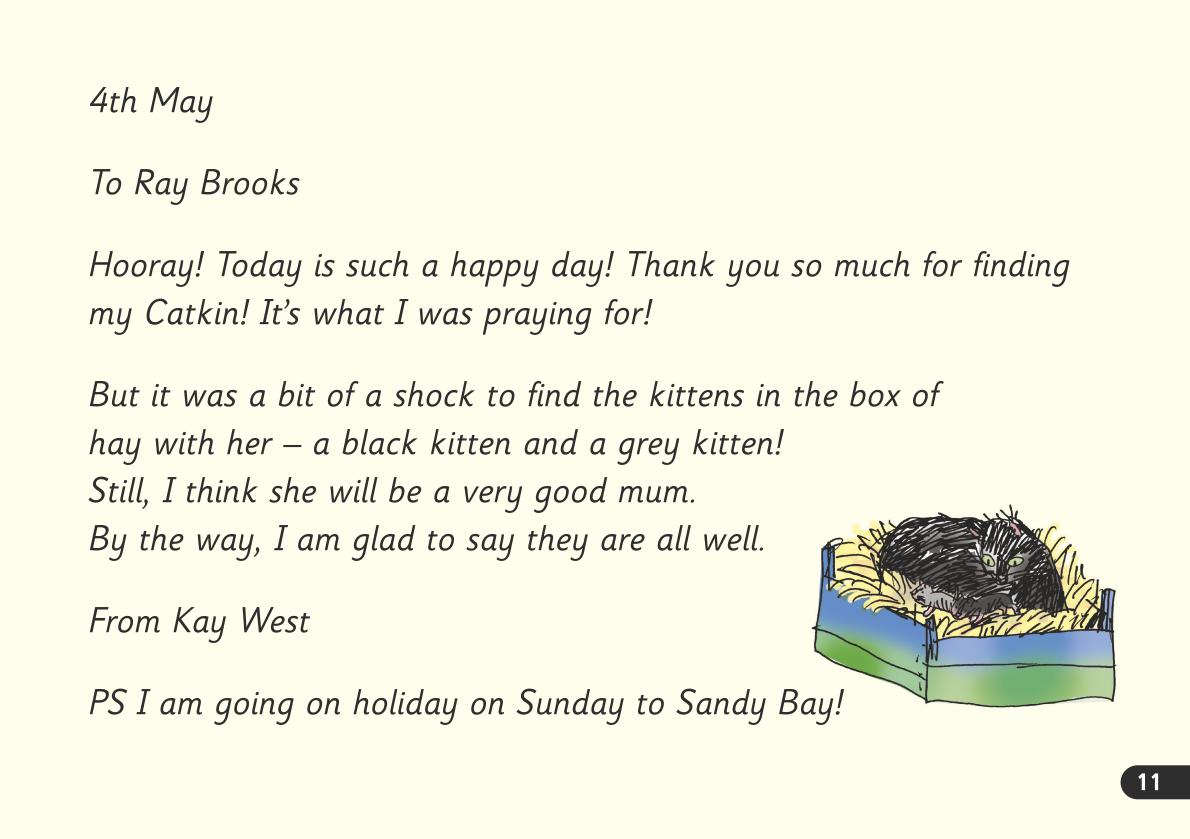 4th May
To Ray Brooks
Hooray! Today is such a happy day! Thank you so much for finding
my Catkin! It’s what I was praying for!
But it was a bit of a shock to find the kittens in the box of
hay with her – a black kitten and a grey kitten!
Still, I think she will be a very good mum.
By the way, I am glad to say they are all well.
From Kay West
PS I am going on holiday on Sunday to Sandy Bay!
11